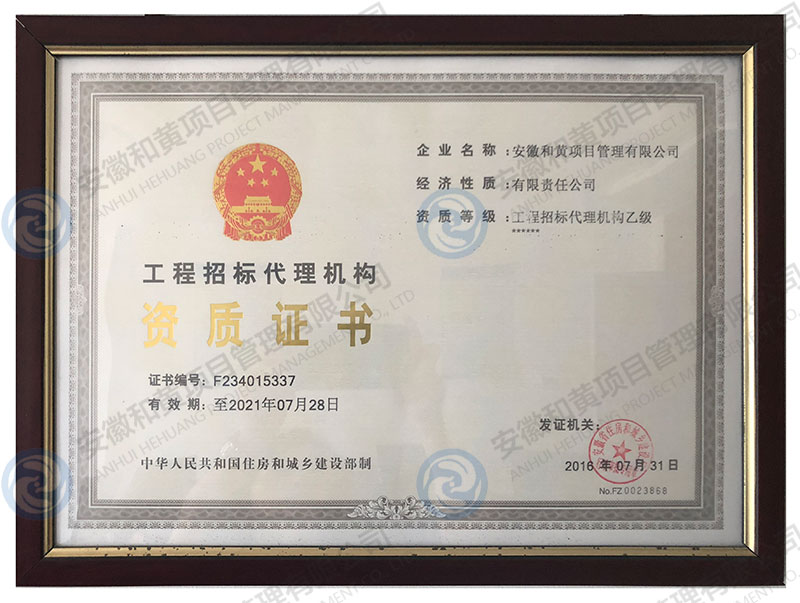 企业名称：安徽和黄项目管理有限公司
经济性质：有限责任公司
资质等级：工程招标代理机构乙级
******
工程招标代理机构
资质证书
证书编号：F234015337
有效期：至2021年07月28日
发证机关：
中华人民共和国住房和城乡建设部制
2016年07月31日
No.FZ0023868
安徽和黄项目管理有限公司
ANHUI HEHUANG PROJECT MANAGEMENT CO., LTD